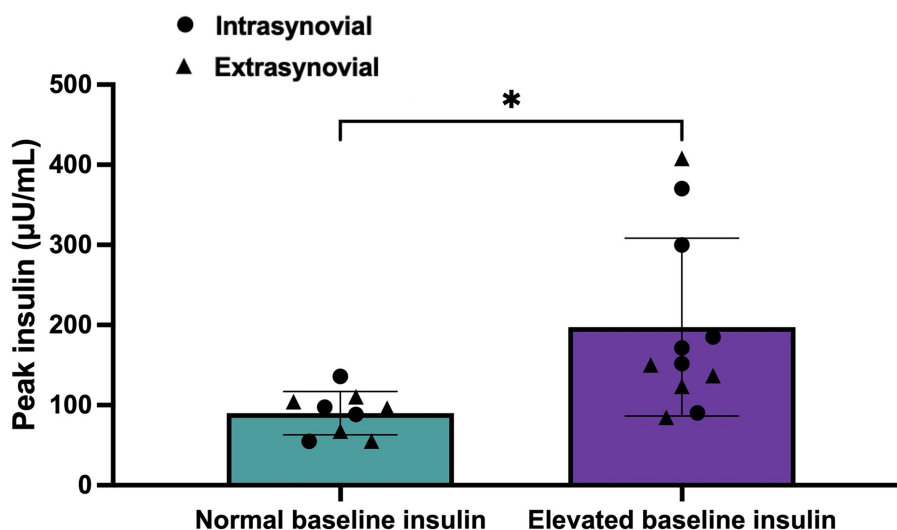 Intrasynovial
Extrasynovial
*
Peak insulin (µU/mL)
500
400
300
200
100
0
Normal baseline insulin
Elevated baseline insulin